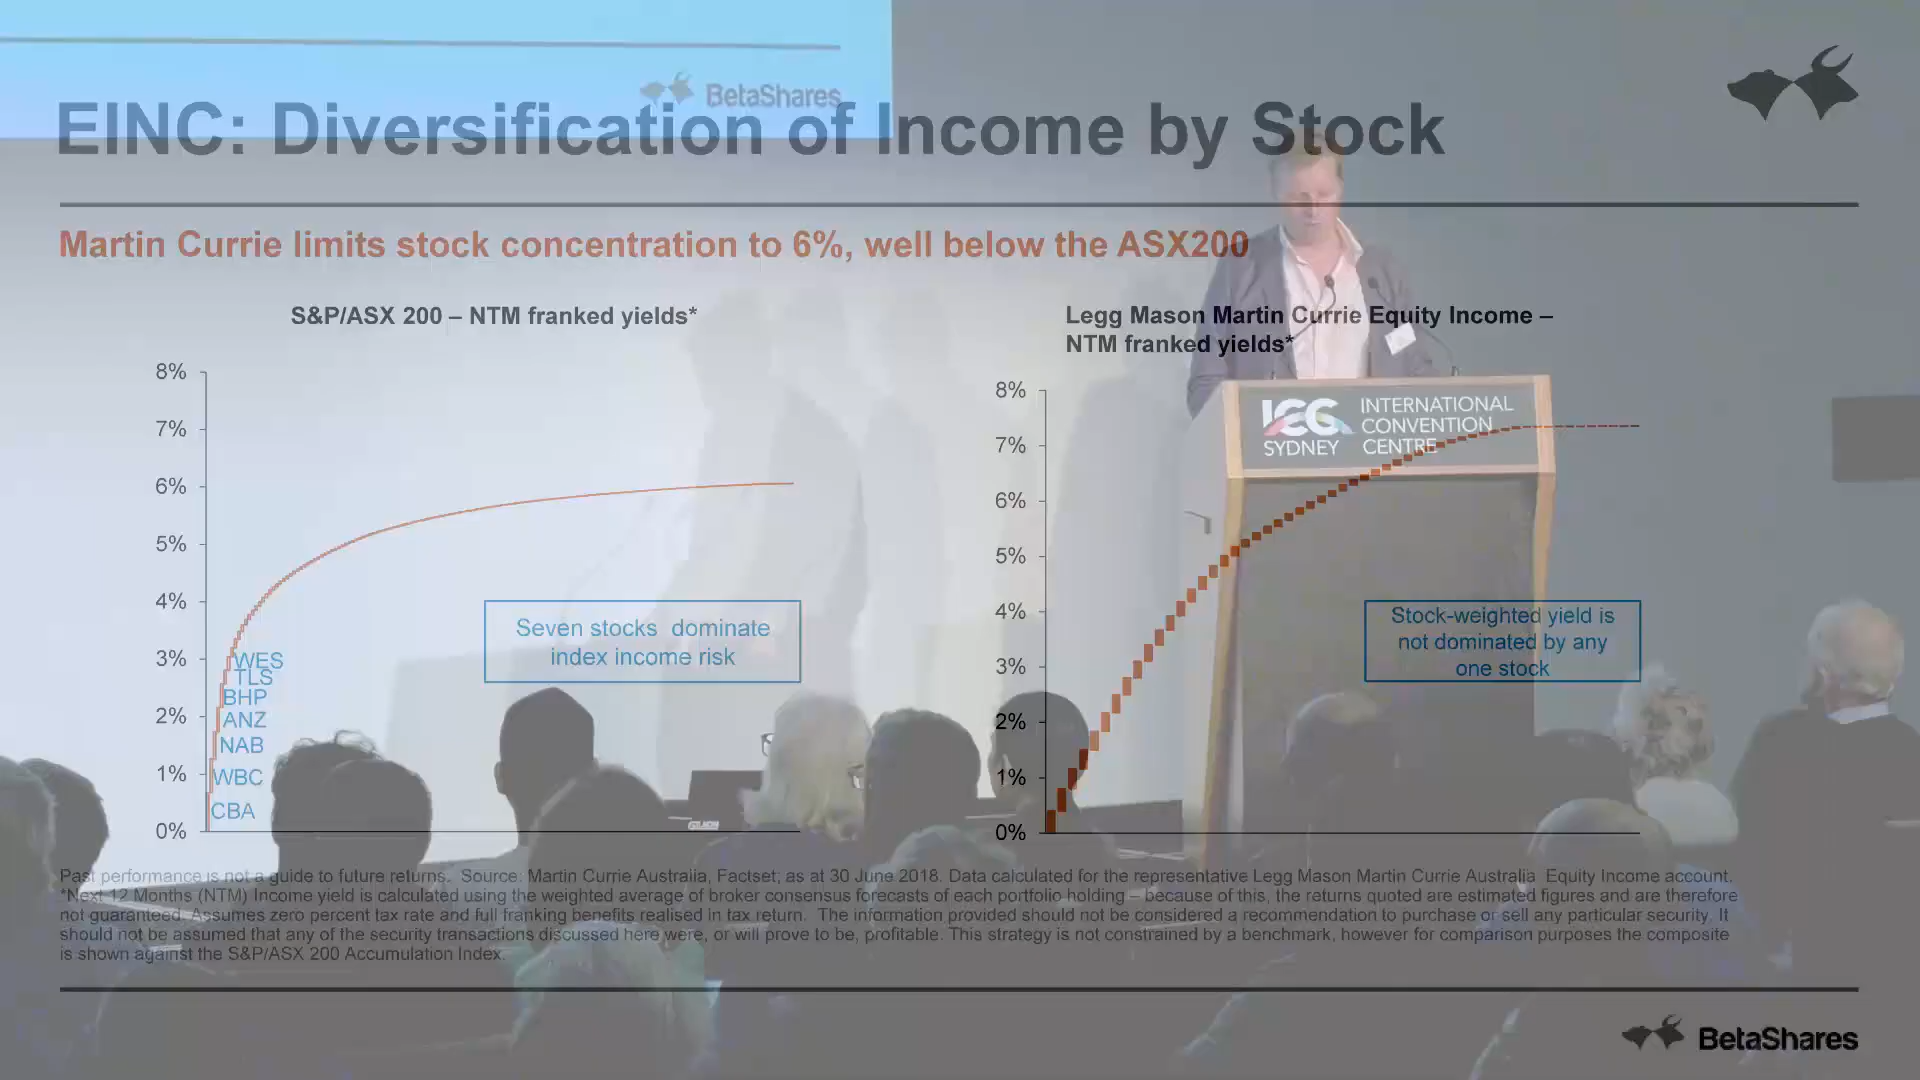 BetaShares
EINC: Diversification of Income by Stock
Martin Currie limits stock concentration to 6%, well below the ASX200
S&P/ASX 200 – NTM franked yields*
8%
7%
6%
5%
4%
3%
2%
1%
0%
WES
TLS
BHP
ANZ
NAB
WBC
CBA
Seven stocks dominate
index income risk
Legg Mason Martin Currie Equity Income –
NTM franked yields*
8%
7%
6%
5%
4%
3%
2%
1%
0%
ICC
SYDNEY
INTERNATIONAL
CONVENTION
CENTRE
Stock-weighted yield is
not dominated by any
one stock
Past performance is not a guide to future returns. Source: Martin Currie Australia, Factset; as at 30 June 2018. Data calculated for the representative Legg Mason Martin Currie Australia Equity Income account.
*Next 12 Months (NTM) Income yield is calculated using the weighted average of broker consensus forecasts of each portfolio holding – because of this, the returns quoted are estimated figures and are therefore
not guaranteed. Assumes zero percent tax rate and full franking benefits realised in tax return. The information provided should not be considered a recommendation to purchase or sell any particular security. It
should not be assumed that any of the security transactions discussed here were, or will prove to be, profitable. This strategy is not constrained by a benchmark, however for comparison purposes the composite
is shown against the S&P/ASX 200 Accumulation Index.
BetaShares